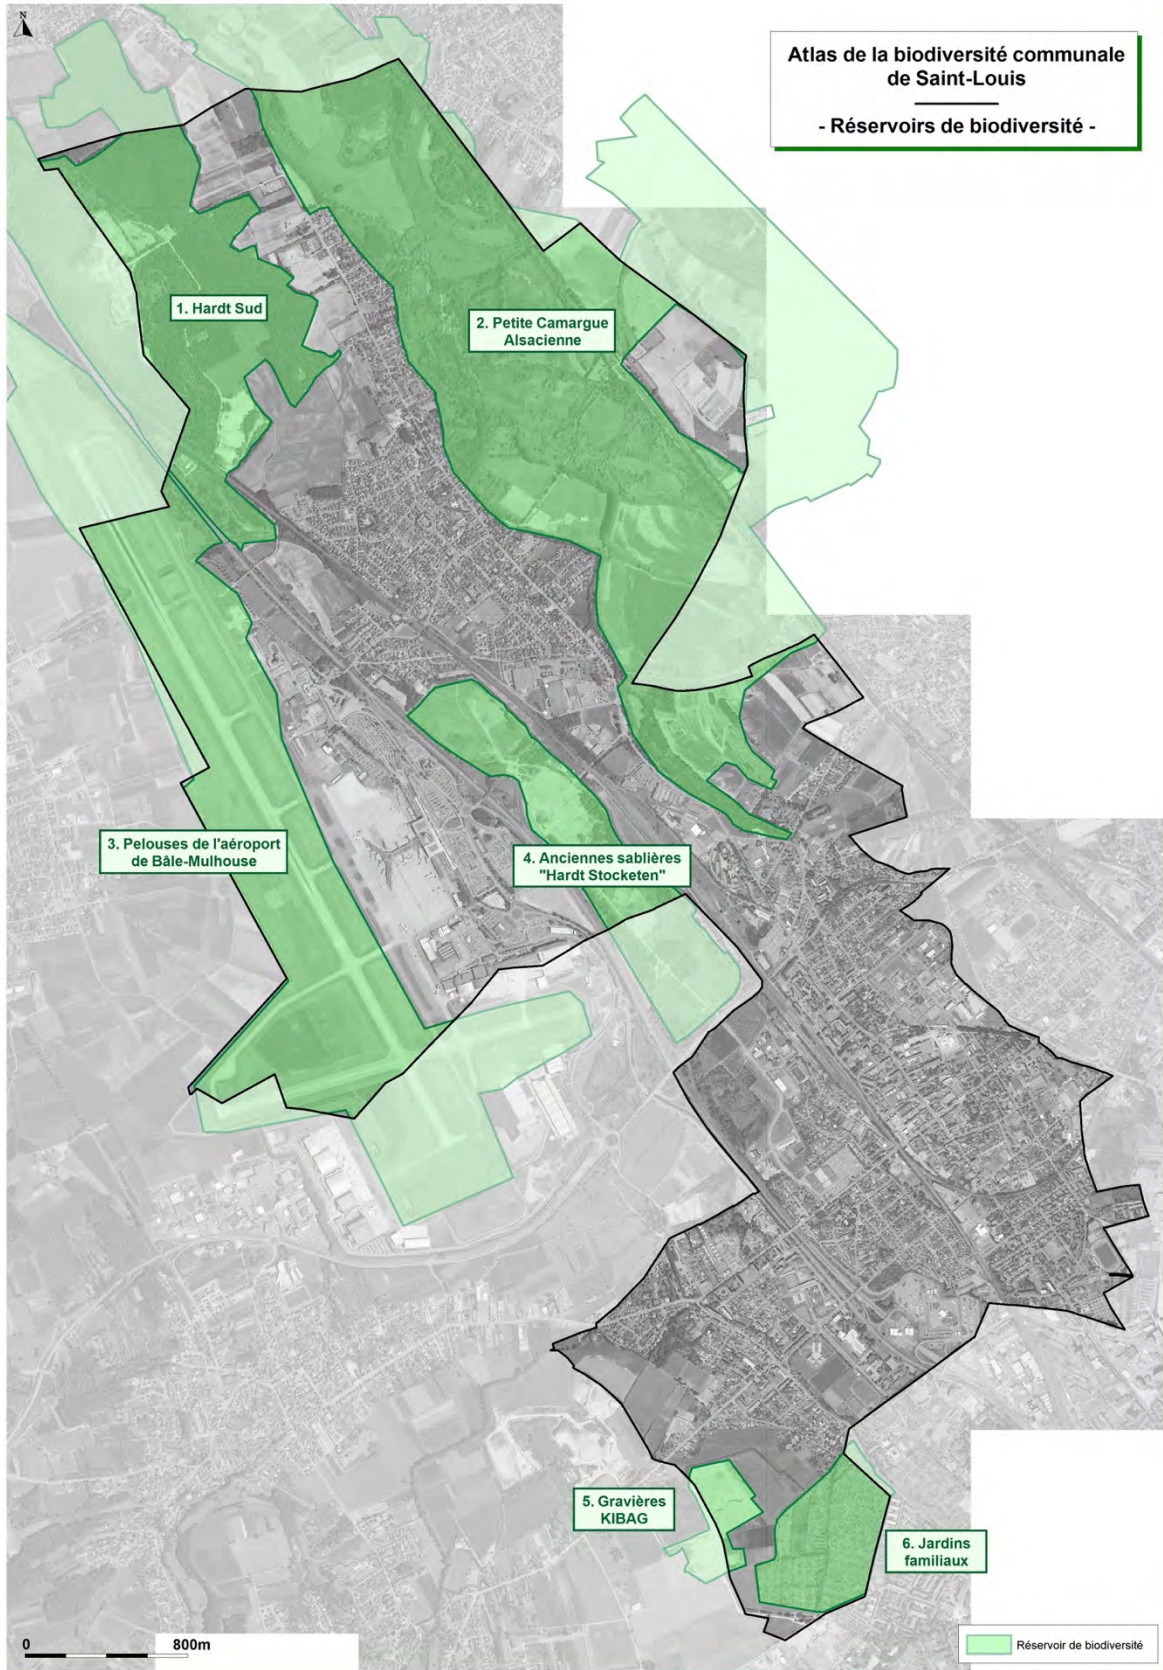 N
Atlas de la biodiversité communale
de Saint-Louis
- Réservoirs de biodiversité -
1. Hardt Sud
2. Petite Camargue
Alsacienne
3. Pelouses de l'aéroport
de Bâle-Mulhouse
4. Anciennes sablières
"Hardt Stocketen"
5. Gravières
KIBAG
6. Jardins
familiaux
0 800m
Réservoir de biodiversité